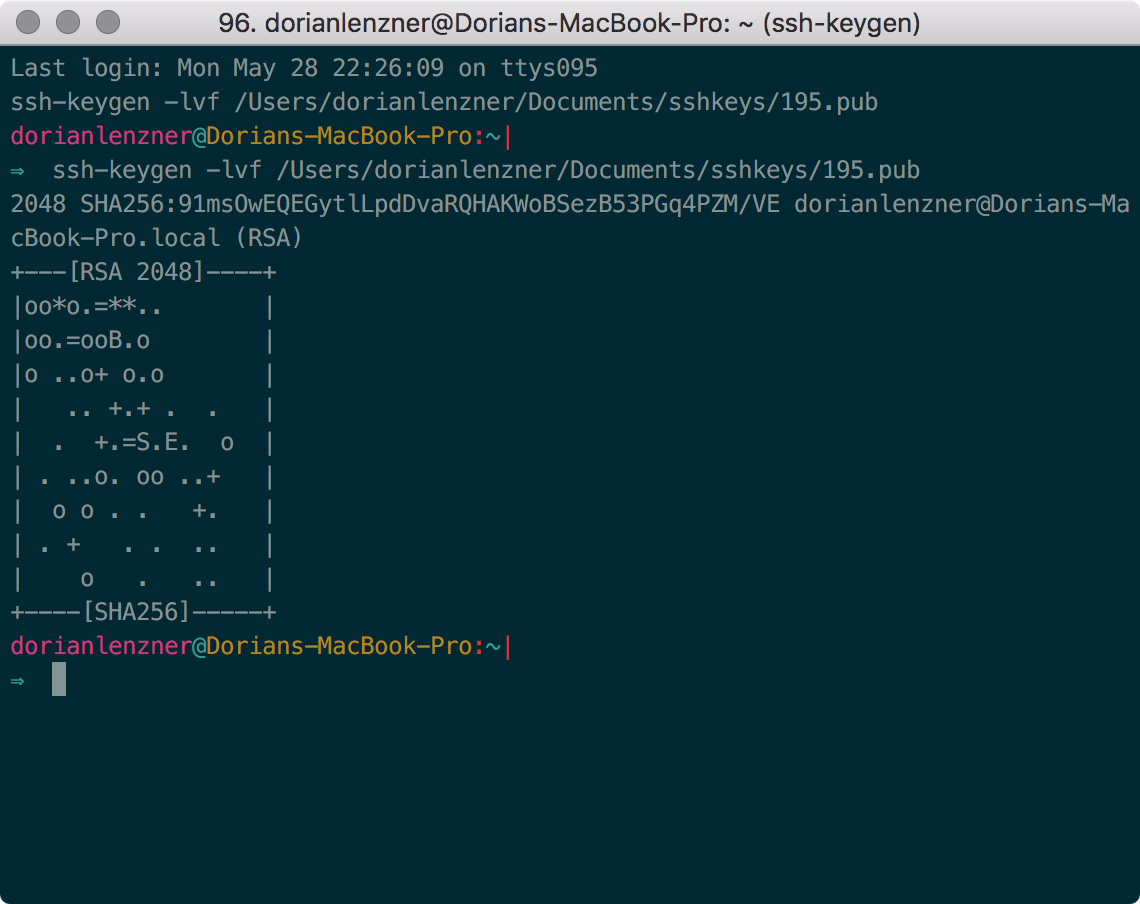 96. dorianlenzner@Dorians-MacBook-Pro: ~ (ssh-keygen)
Last login: Mon May 28 22:26:09 on ttys095
ssh-keygen -lvf /Users/dorianlenzner/Documents/sshkeys/195.pub
dorianlenzner@Dorians-MacBook-Pro:~|
⇒  ssh-keygen -lvf /Users/dorianlenzner/Documents/sshkeys/195.pub
2048 SHA256:91msOwEQEGytlLpdDvaRQHAKWoBSezB53PGq4PZM/VE dorianlenzner@Dorians-Ma
cBook-Pro.local (RSA)
+---[RSA 2048]----+
|oo*o.=**..       |
|oo.=ooB.o        |
|o ..o+ o.o       |
|   .. +.+ .  .   |
|  .  +.=S.E.  o  |
| . ..o. oo ..+   |
|  o o . .   +.   |
| . +   . .  ..   |
|    o   .   ..   |
+----[SHA256]-----+
dorianlenzner@Dorians-MacBook-Pro:~|
⇒